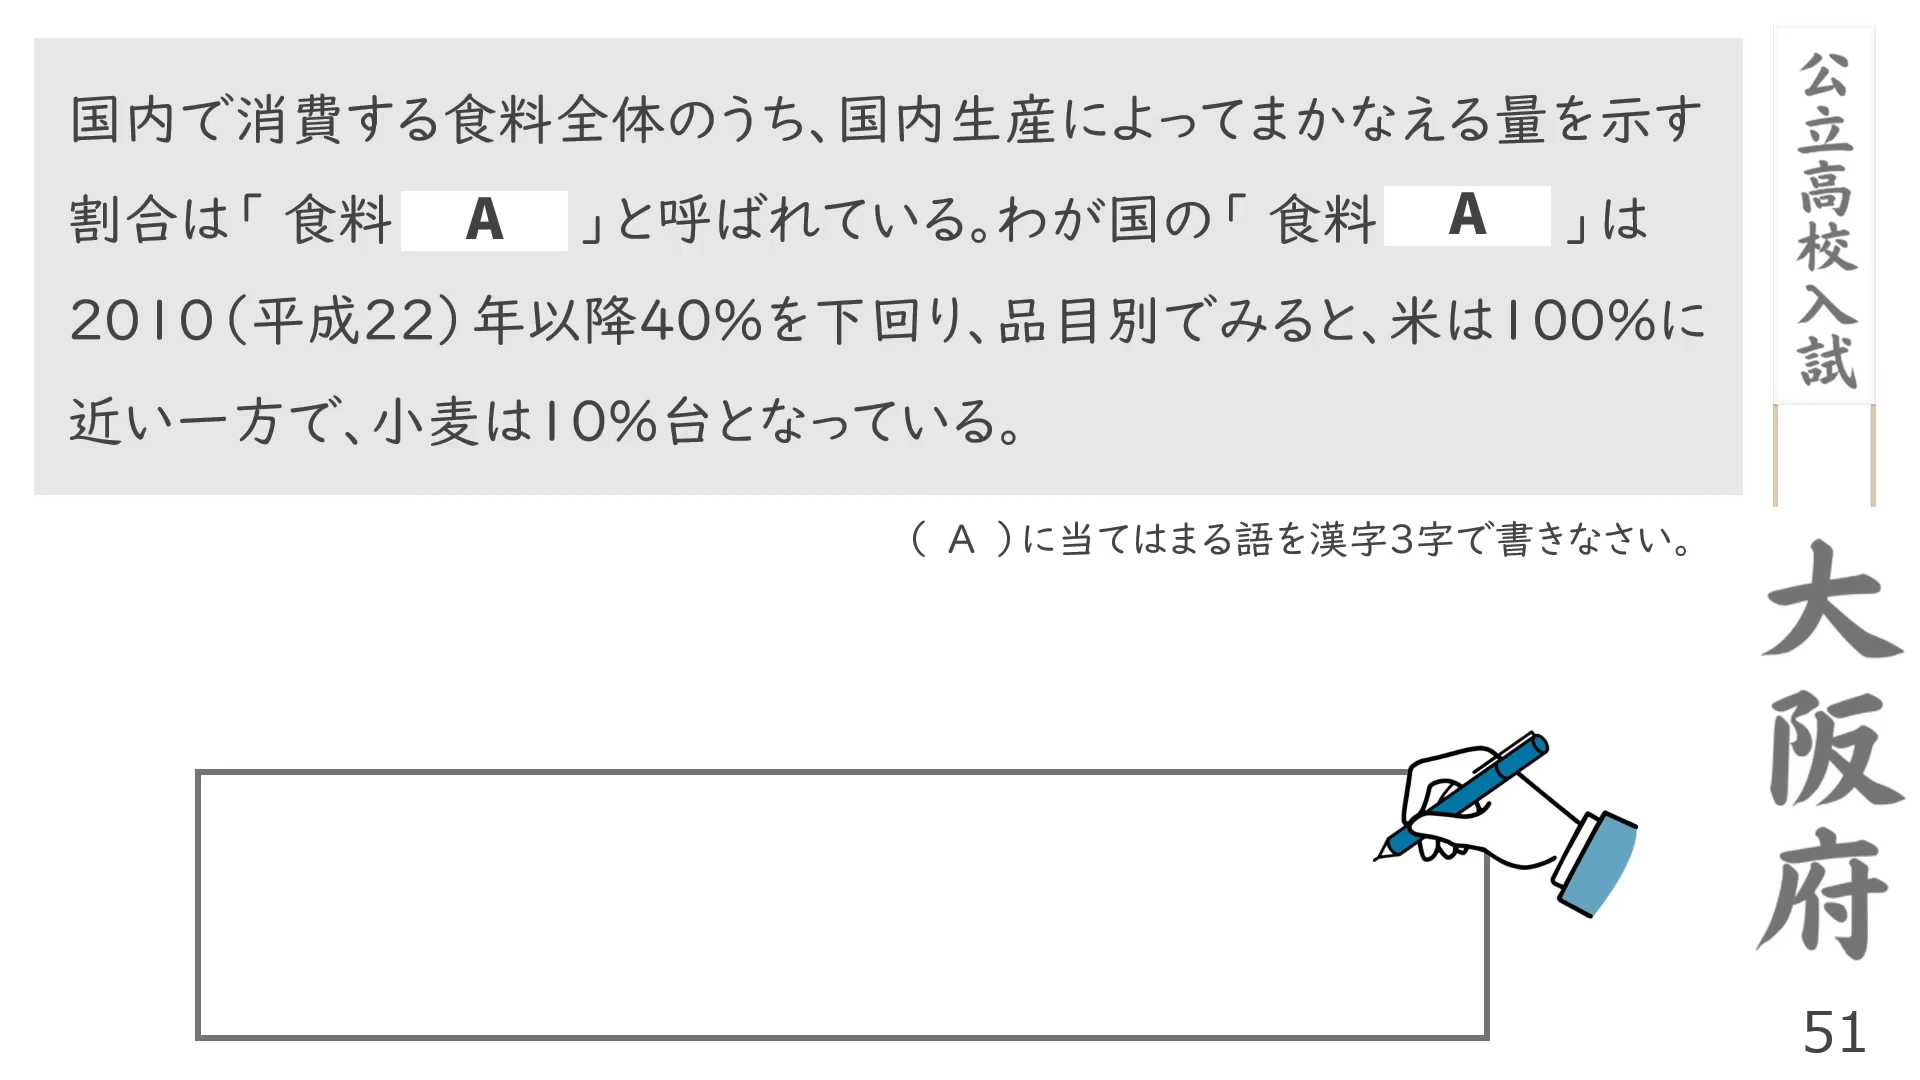 国内で消費する食料全体のうち、国内生産によってまかなえる量を示す
割合は「 食料 A 」と呼ばれている。わが国の「 食料 A 」は
2010(平成22)年以降40%を下回り、品目別でみると、米は100%に
近い一方で、小麦は10%台となっている。
( A )に当てはまる語を漢字3字で書きなさい。
公立高校入試
大阪府
51